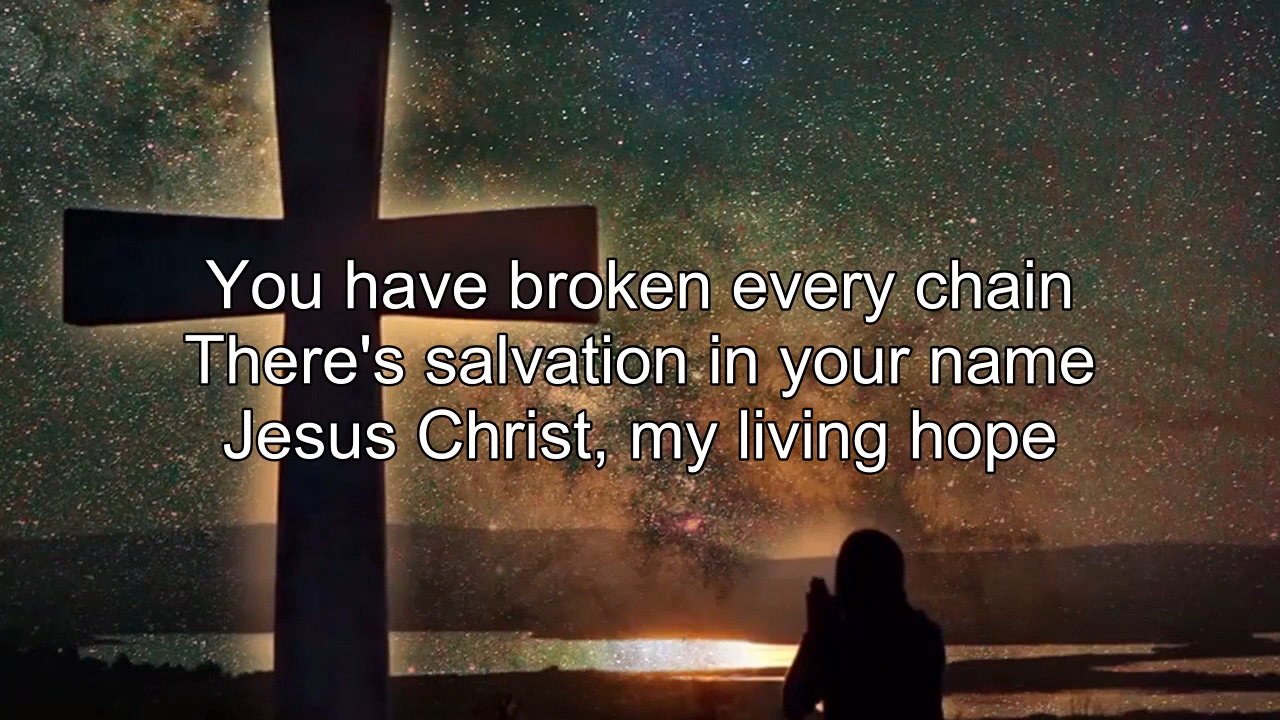 You have broken every chain
There's salvation in your name
Jesus Christ, my living hope